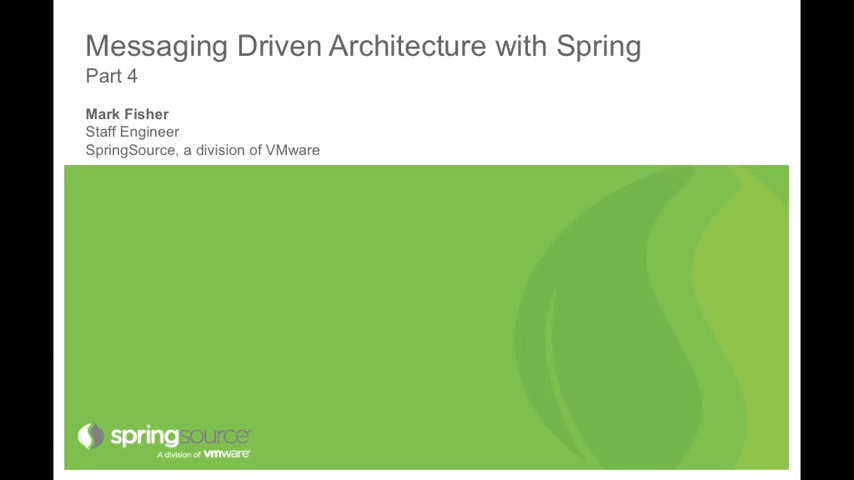 Messaging Driven Architecture with Spring
Part 4
Mark Fisher
Staff Engineer
SpringSource, a division of VMware
springsource
A division of vmware